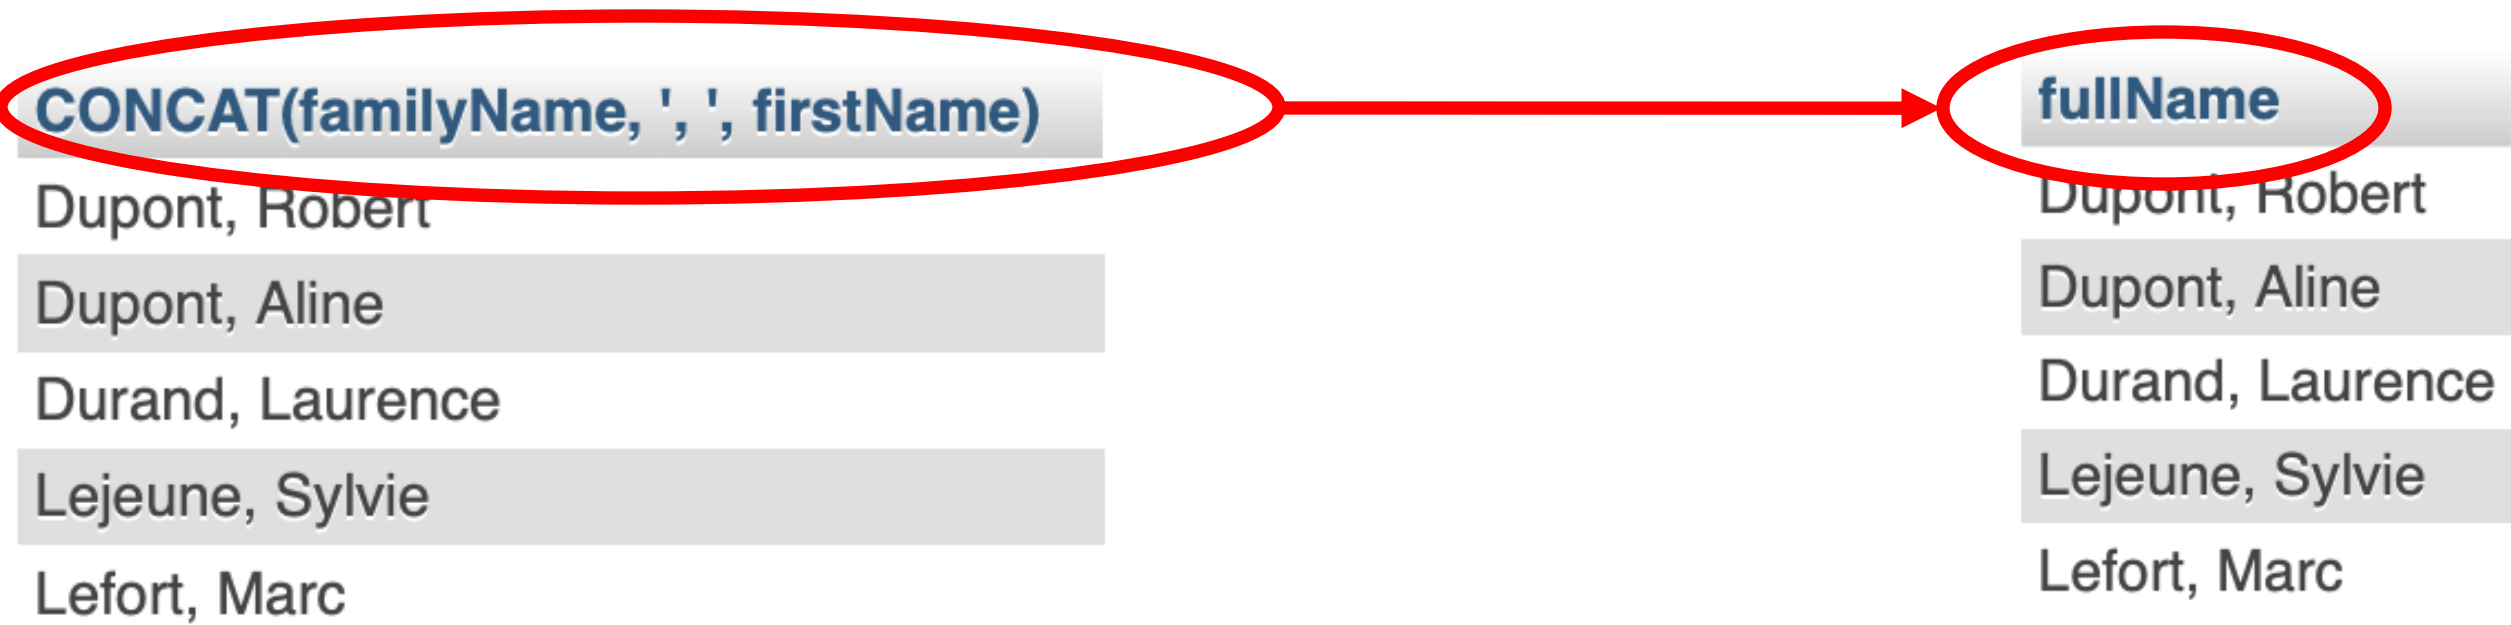 CONCAT(familyName, ', ', firstName)
Dupont, Robert
Dupont, Aline
Durand, Laurence
Lejeune, Sylvie
Lefort, Marc
fullName
Dupont, Robert
Dupont, Aline
Durand, Laurence
Lejeune, Sylvie
Lefort, Marc